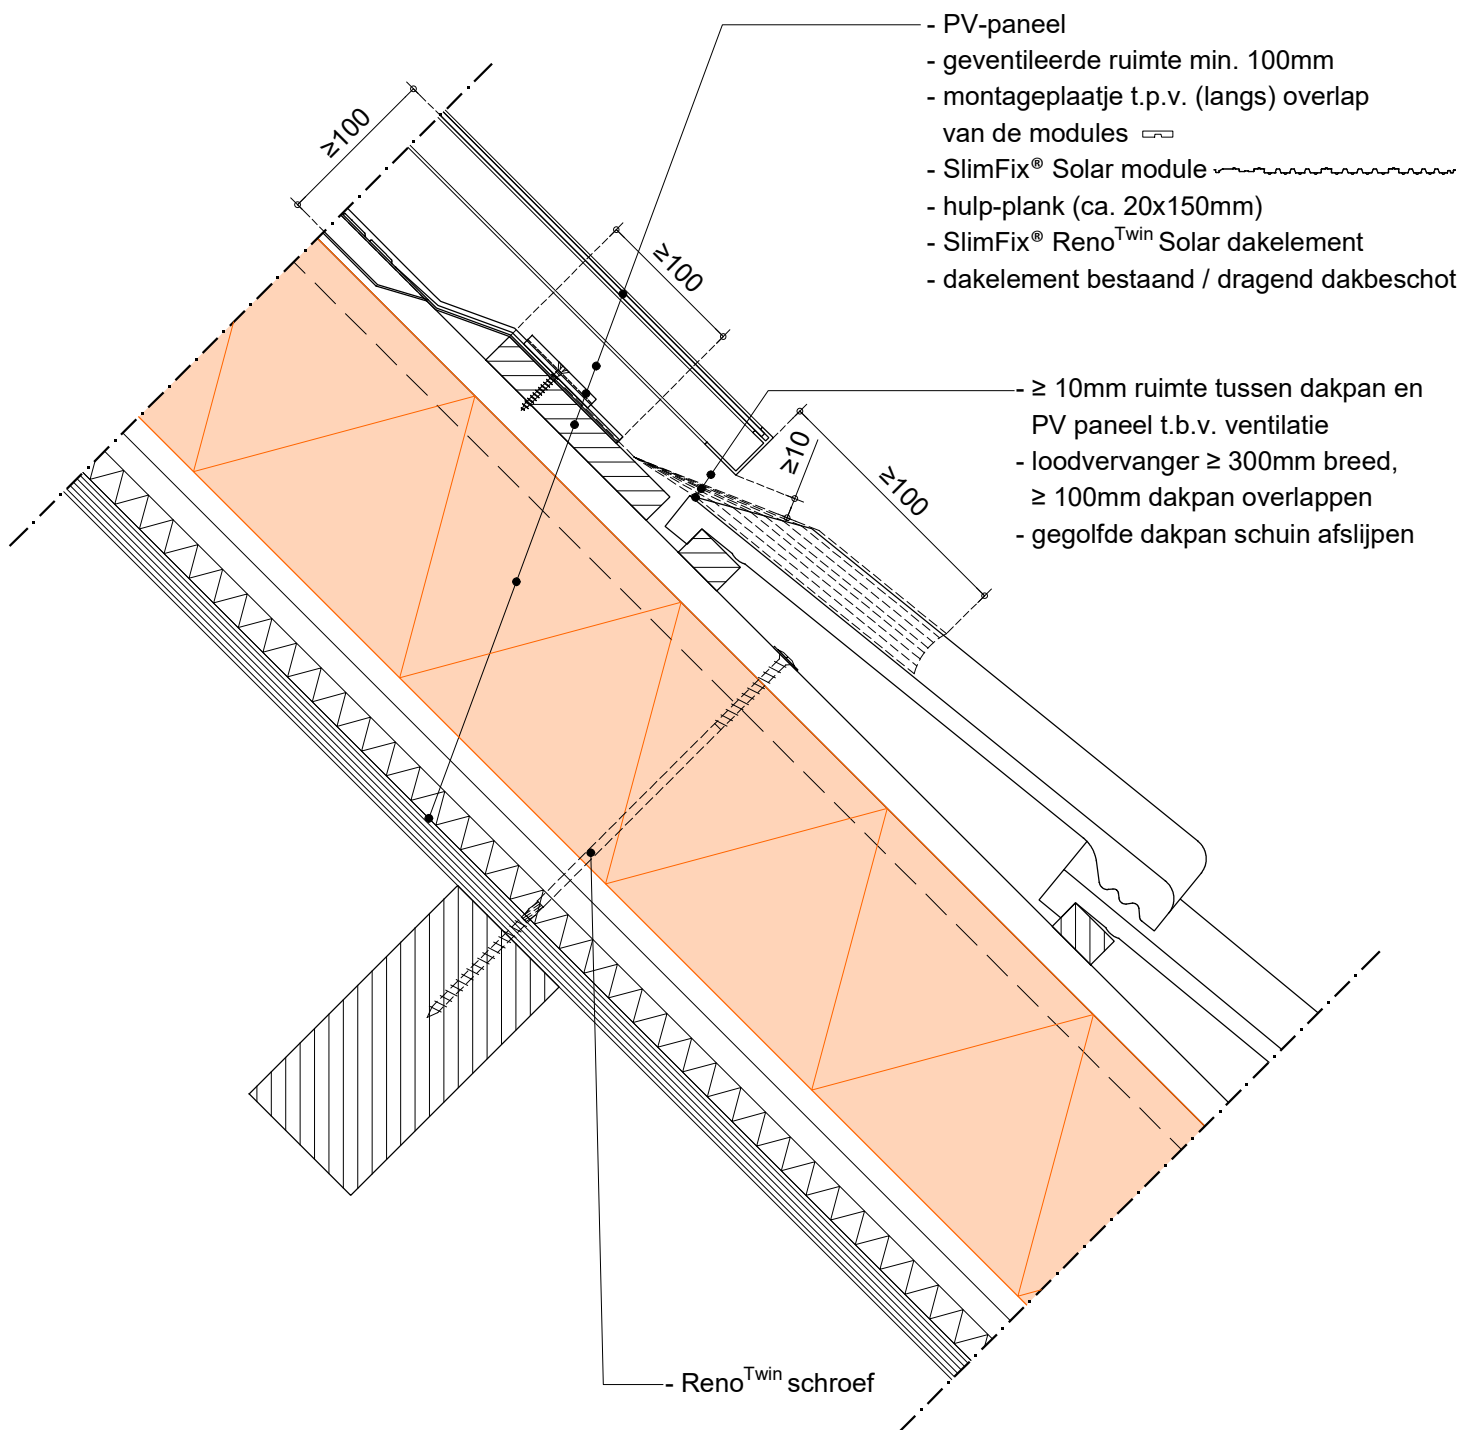 - PV-paneel
- geventileerde ruimte min. 100mm
- montageplaatje t.p.v. (langs) overlap
van de modules
- SlimFix® Solar module
- hulp-plank (ca. 20x150mm)
- SlimFix® RenoTwin Solar dakelement
- dakelement bestaand / dragend dakbeschot
≥100
≥100
- ≥ 10mm ruimte tussen dakpan en
PV paneel t.b.v. ventilatie
- loodvervanger ≥ 300mm breed,
≥ 100mm dakpan overlappen
- gegolfde dakpan schuin afslijpen
≥10
≥100
- RenoTwin schroef